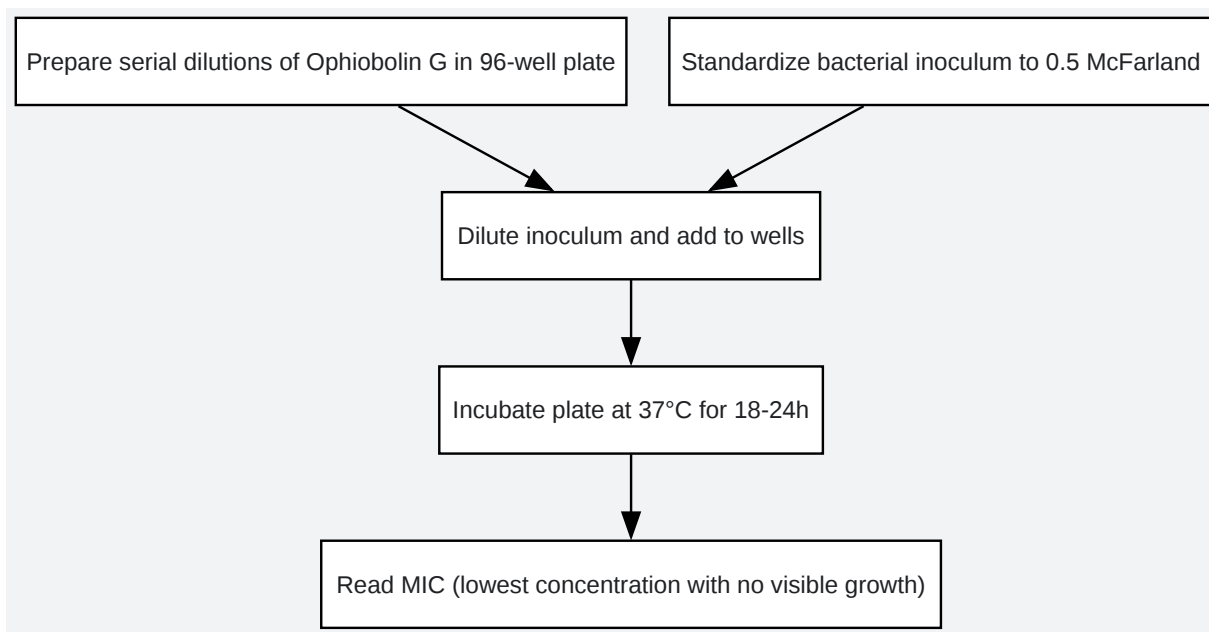 Prepare serial dilutions of Ophiobolin G in 96-well plate
Standardize bacterial inoculum to 0.5 McFarland
Dilute inoculum and add to wells
Incubate plate at 37°C for 18-24h
Read MIC (lowest concentration with no visible growth)